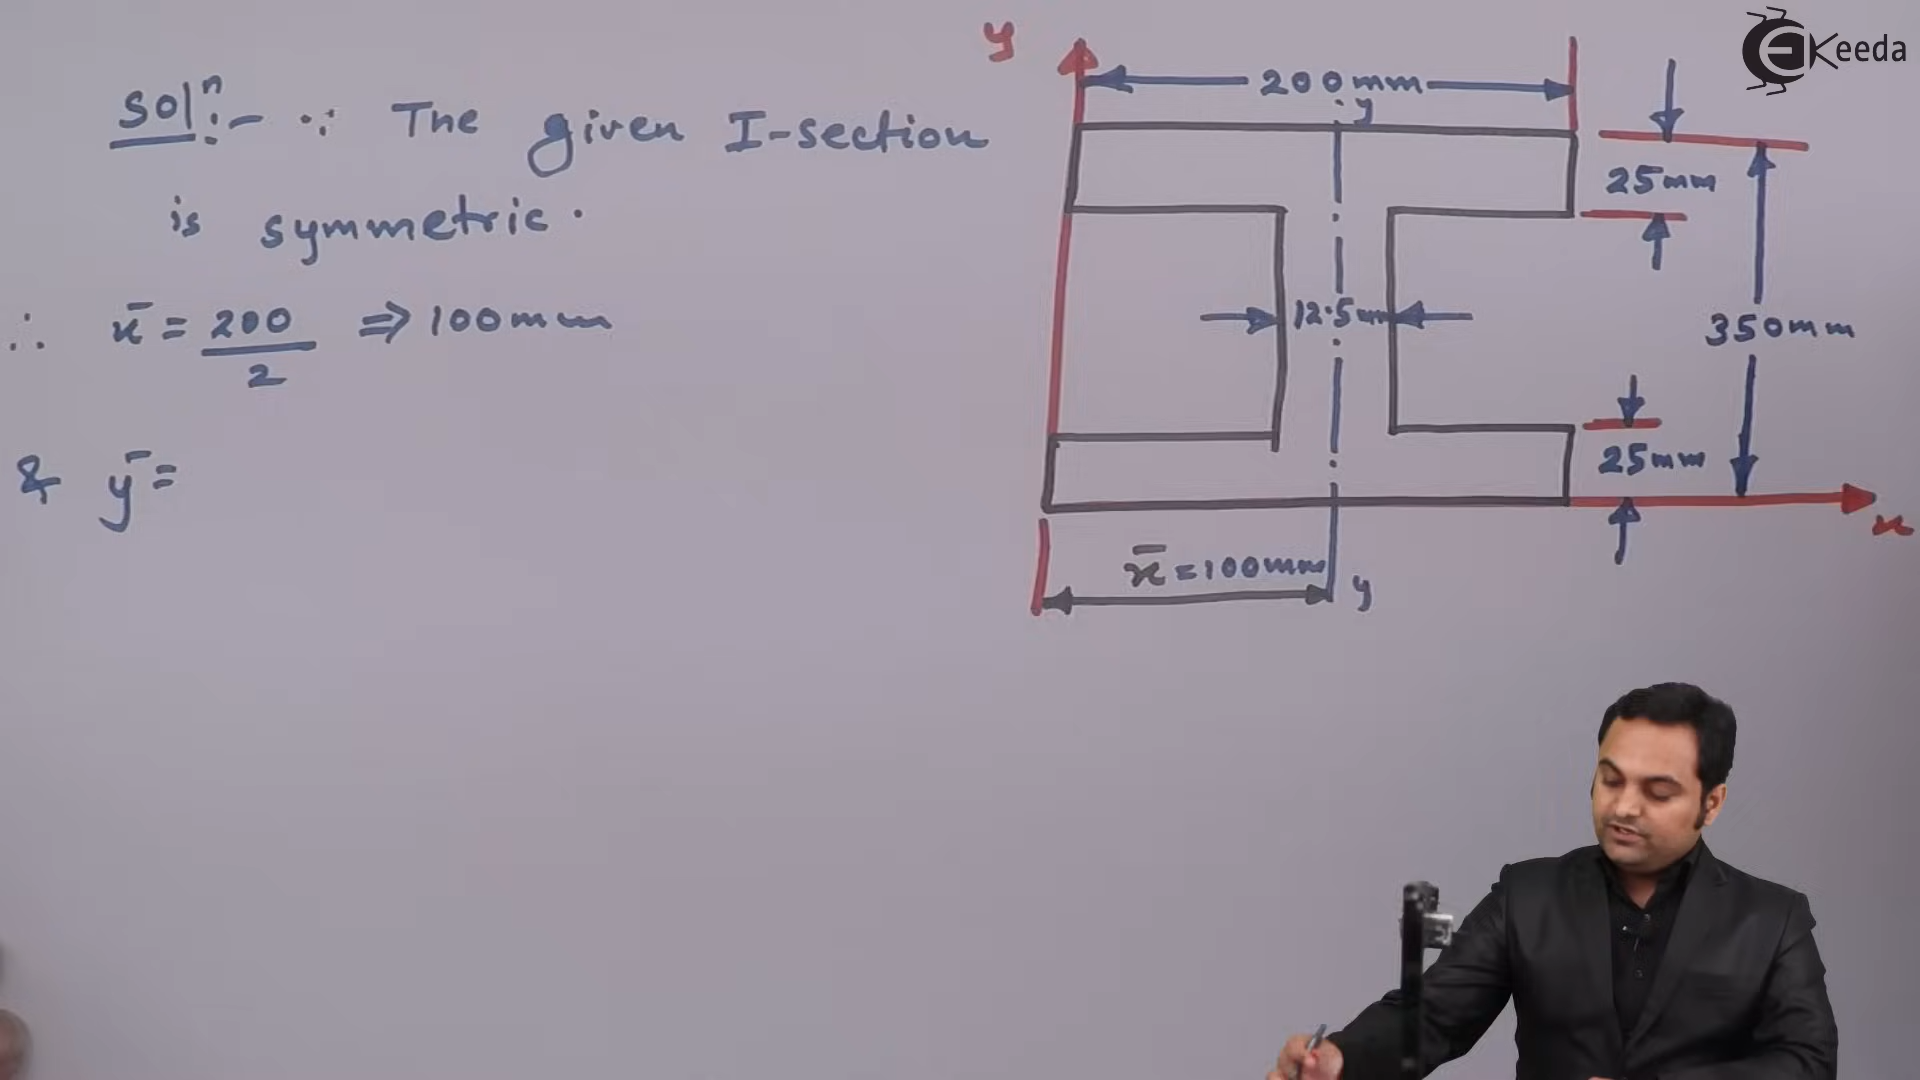 Solⁿ:- ∵ The given I-section
is symmetric.
∴ x̄ = 200/2 ⇒ 100mm
& ȳ =
y
200mm
y
25mm
12.5mm
350mm
25mm
x
x̄ = 100mm
y
EKeeda